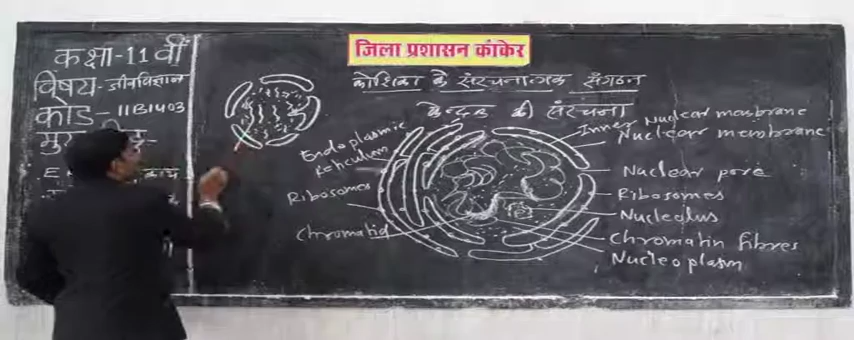 जिला प्रशासन कांकेर
कक्षा-11वीं
विषय- जीवविज्ञान
कोड- 11B1403
कोशिका के संरचनात्मक संगठन
केन्द्रक की संरचना
Inner Nuclear membrane
Nuclear membrane
Endoplasmic
Reticulum
Nuclear pore
Ribosomes
Ribosomes
Nucleolus
Chromatid
Chromatin fibres
Nucleoplasm